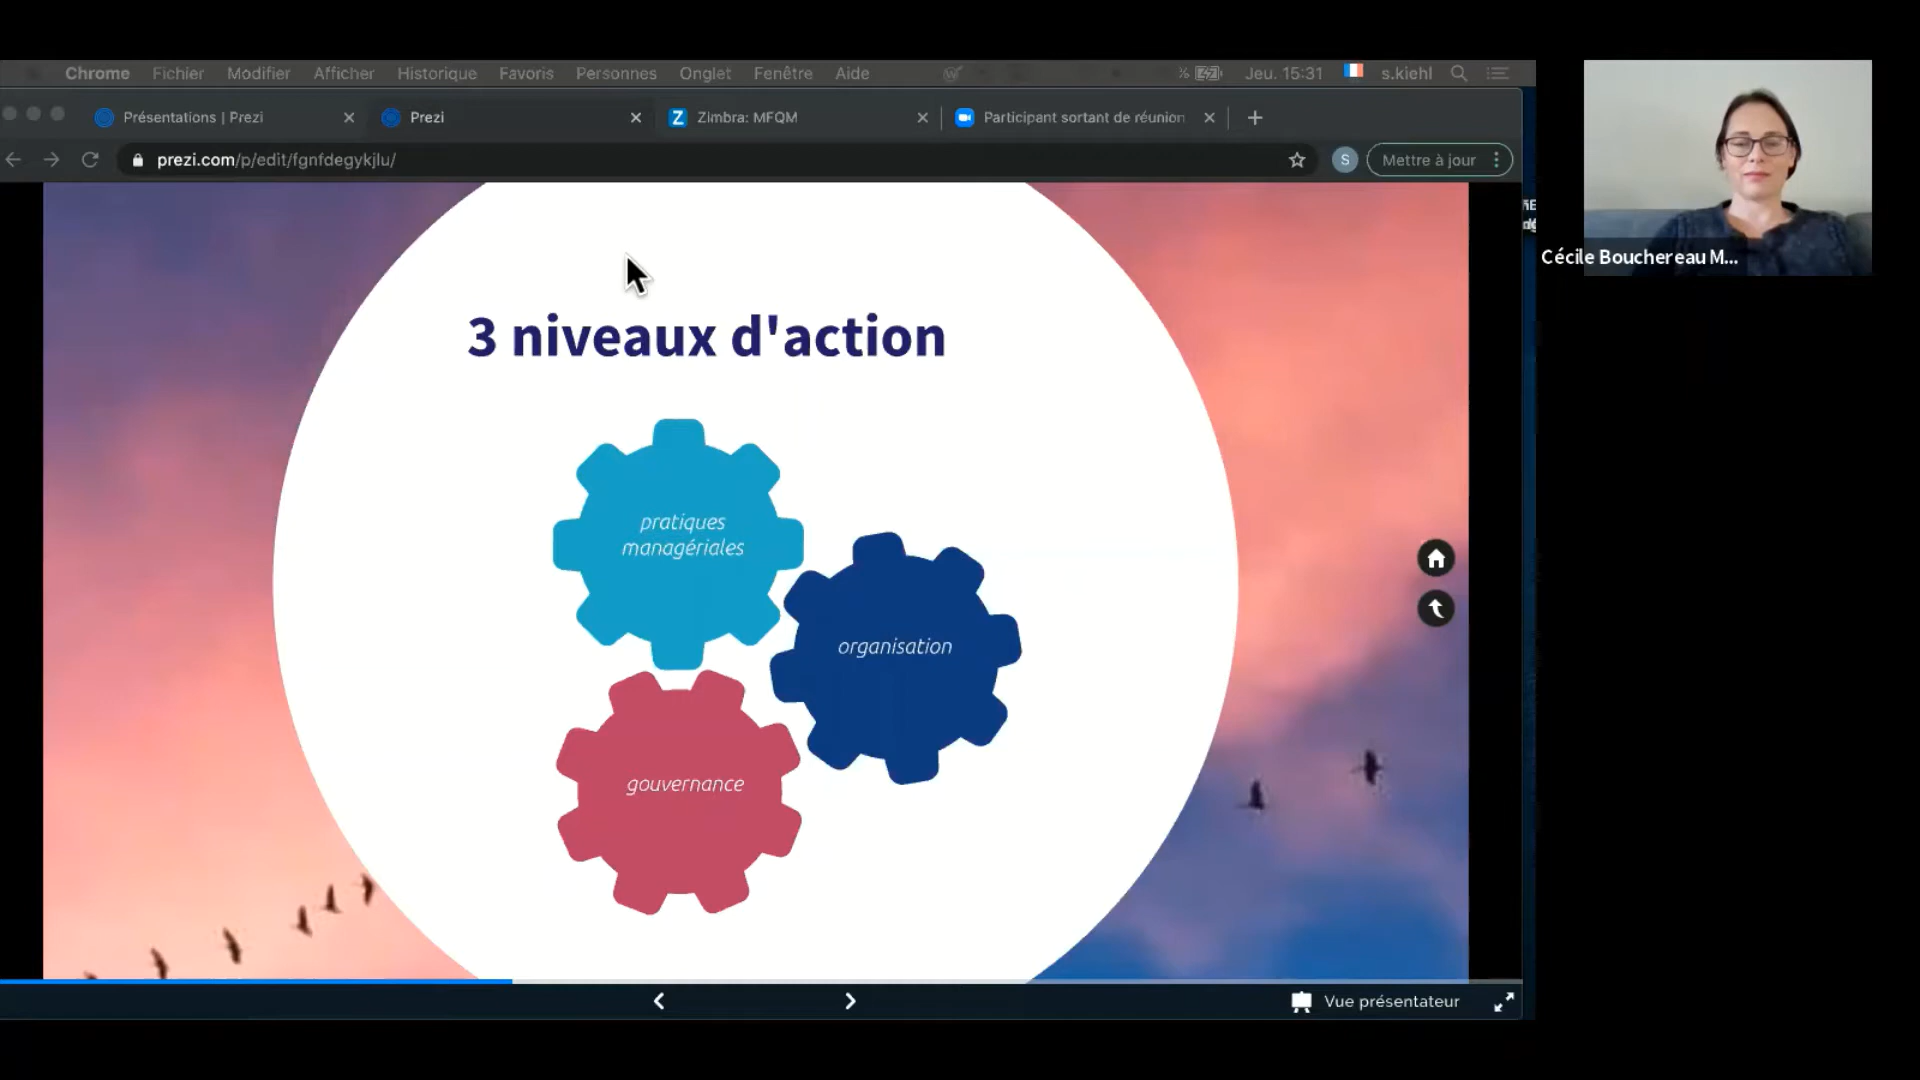 Chrome Fichier Modifier Afficher Historique Favoris Personnes Onglet Fenêtre Aide
% Jeu. 15:31 s.kiehl
Présentations | Prezi
Prezi
Z Zimbra: MFQM
Participant sortant de réunion
prezi.com/p/edit/fgnfdegykjlu/
S Mettre à jour
Cécile Bouchereau M...
3 niveaux d'action
pratiques
managériales
organisation
gouvernance
Vue présentateur